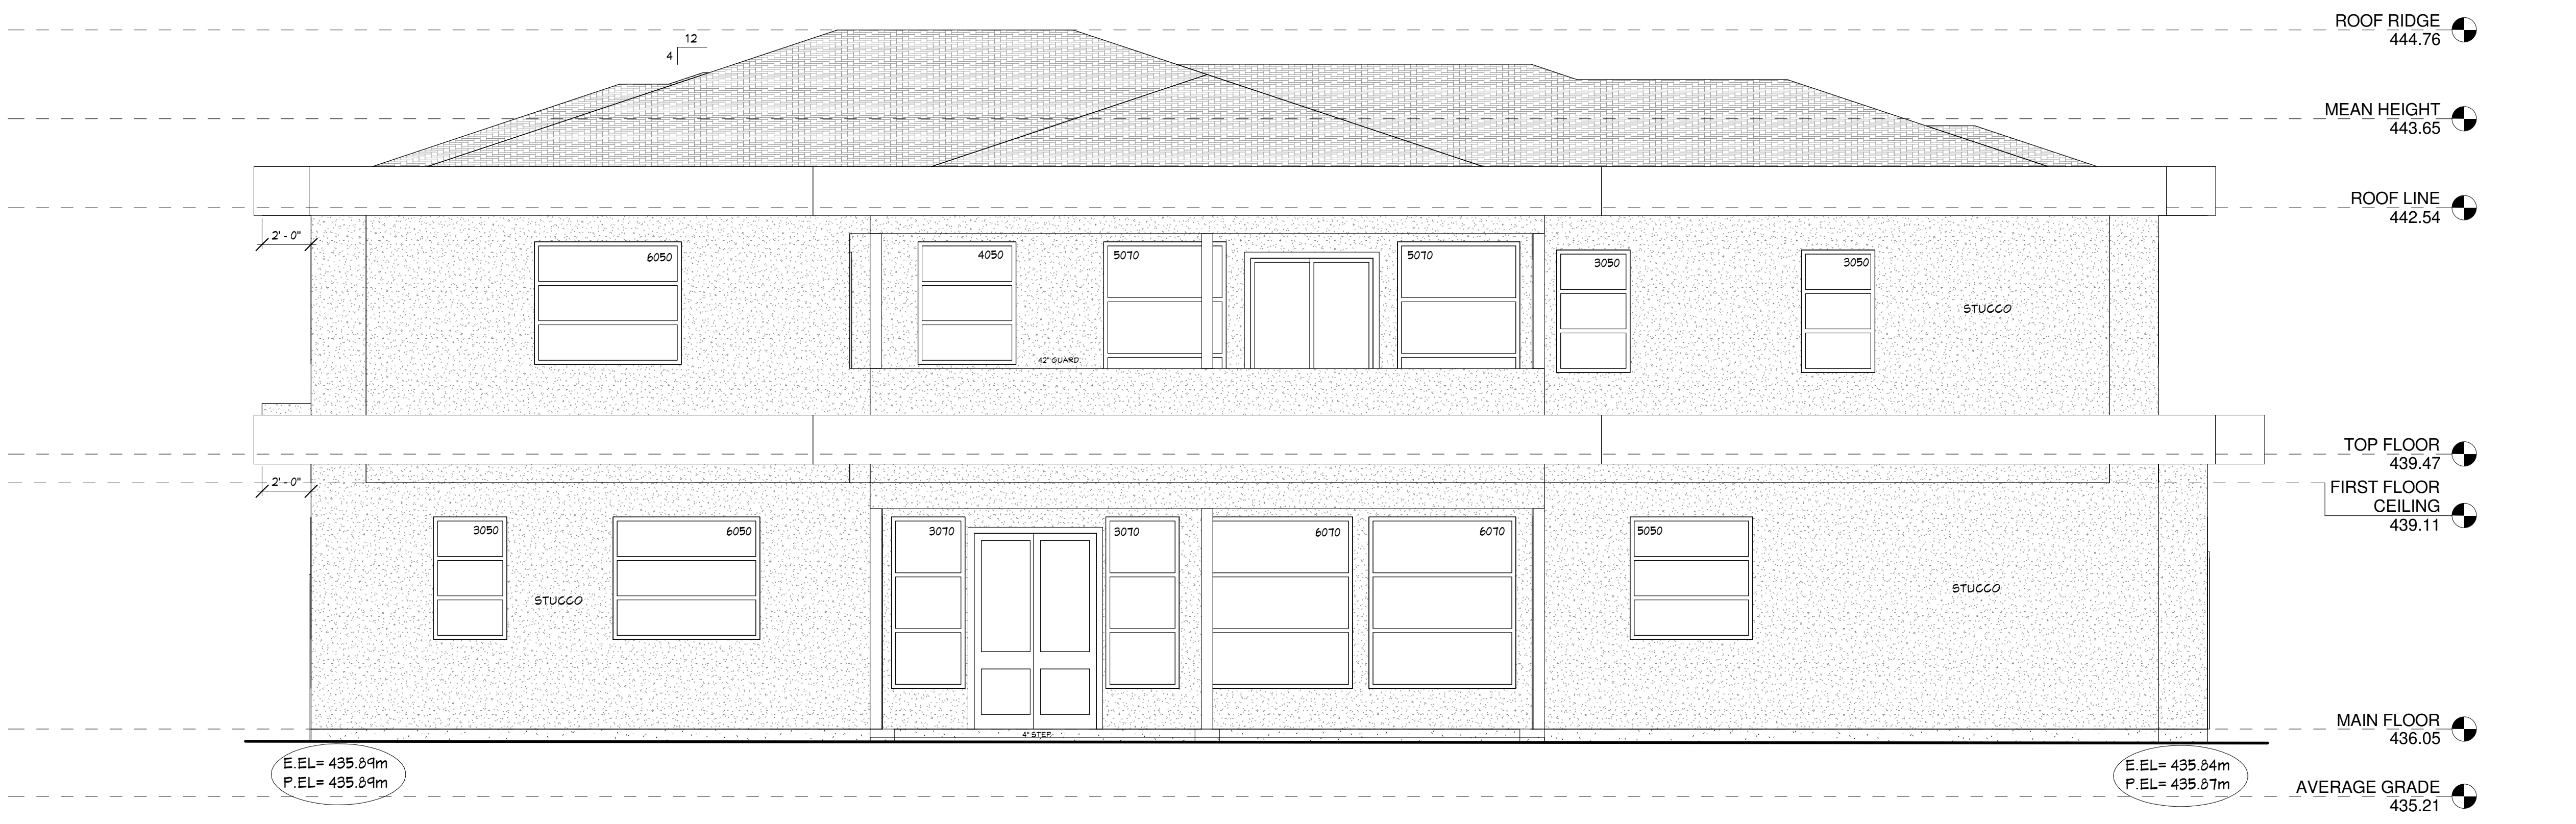 ROOF RIDGE
444.76
12
4
MEAN HEIGHT
443.65
ROOF LINE
442.54
2' - 0"
6050
4050
5070
5070
3050
3050
STUCCO
42" GUARD
TOP FLOOR
439.47
2' - 0"
FIRST FLOOR
CEILING
439.11
3050
6050
3070
3070
6070
6070
5050
STUCCO
STUCCO
MAIN FLOOR
436.05
4" STEP
E.EL= 435.89m
P.EL= 435.89m
E.EL= 435.84m
P.EL= 435.87m
AVERAGE GRADE
435.21